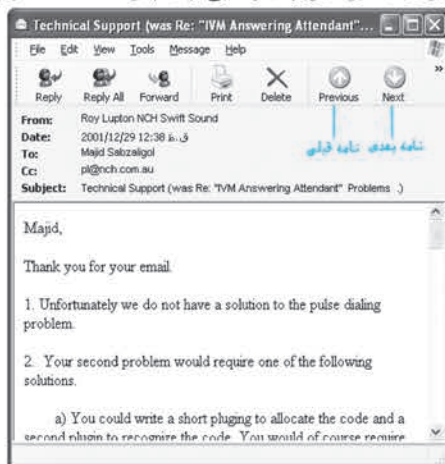 Technical Support (was Re: "IVM Answering Attendant"...
File Edit View Tools Message Help
Reply Reply All Forward Print Delete Previous Next »
From: Roy Lupton NCH Swift Sound
Date: 2001/12/29 12:38 ق.ظ
To: Majid Sabzaligol
Cc: pl@nch.com.au
Subject: Technical Support (was Re: "IVM Answering Attendant" Problems .)
نامه قبلی نامه بعدی
Majid,
Thank you for your email.
1. Unfortunately we do not have a solution to the pulse dialing
problem.
2. Your second problem would require one of the following
solutions.
a) You could write a short pluging to allocate the code and a
second plugin to recognize the code. You would of course require